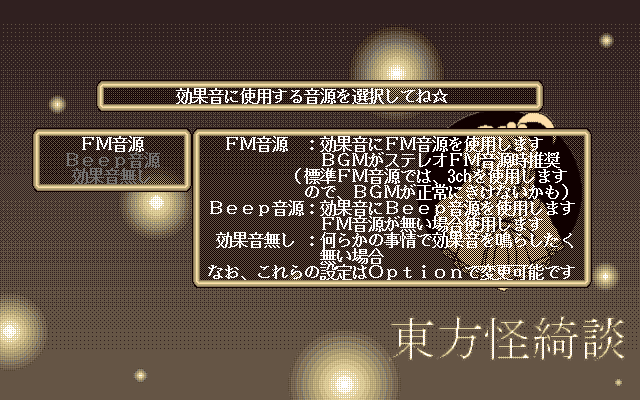 効果音に使用する音源を選択してね☆
ＦＭ音源
Ｂｅｅｐ音源
効果音無し
ＦＭ音源　：効果音にＦＭ音源を使用します
ＢＧＭがステレオＦＭ音源時推奨
(標準ＦＭ音源では、3chを使用します
ので、ＢＧＭが正常にきけないかも)
Ｂｅｅｐ音源：効果音にＢｅｅｐ音源を使用します
ＦＭ音源が無い場合使用します
効果音無し　：何らかの事情で効果音を鳴らしたく
無い場合
なお、これらの設定はＯｐｔｉｏｎで変更可能です
東方怪綺談